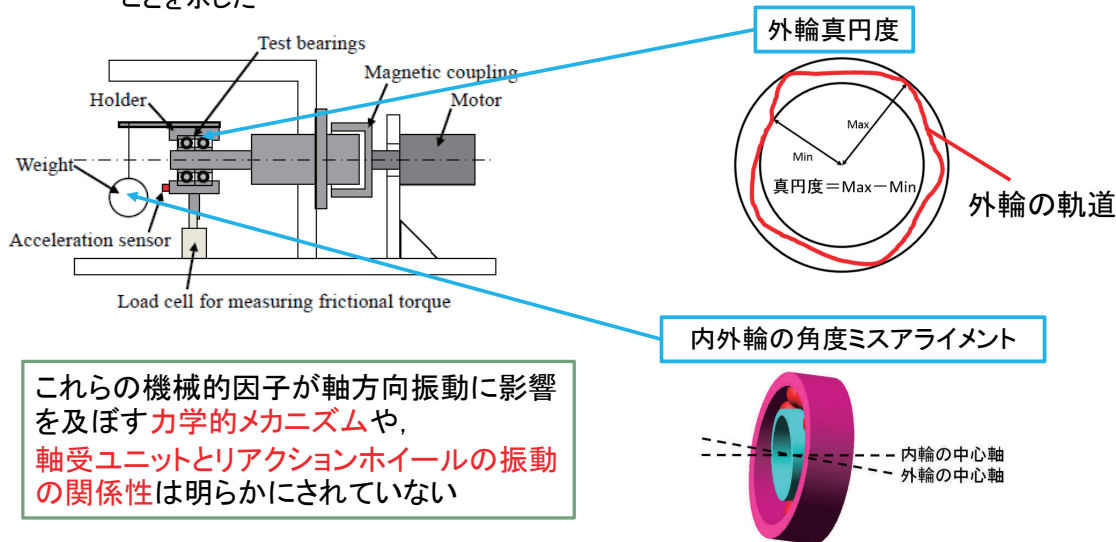 ことを示した
外輪真円度
Test bearings
Magnetic coupling
Holder
Motor
Weight
Acceleration sensor
Load cell for measuring frictional torque
Max
Min
真円度=Max-Min
外輪の軌道
内外輪の角度ミスアライメント
これらの機械的因子が軸方向振動に影響
を及ぼす力学的メカニズムや,
軸受ユニットとリアクションホイールの振動
の関係性は明らかにされていない
内輪の中心軸
外輪の中心軸